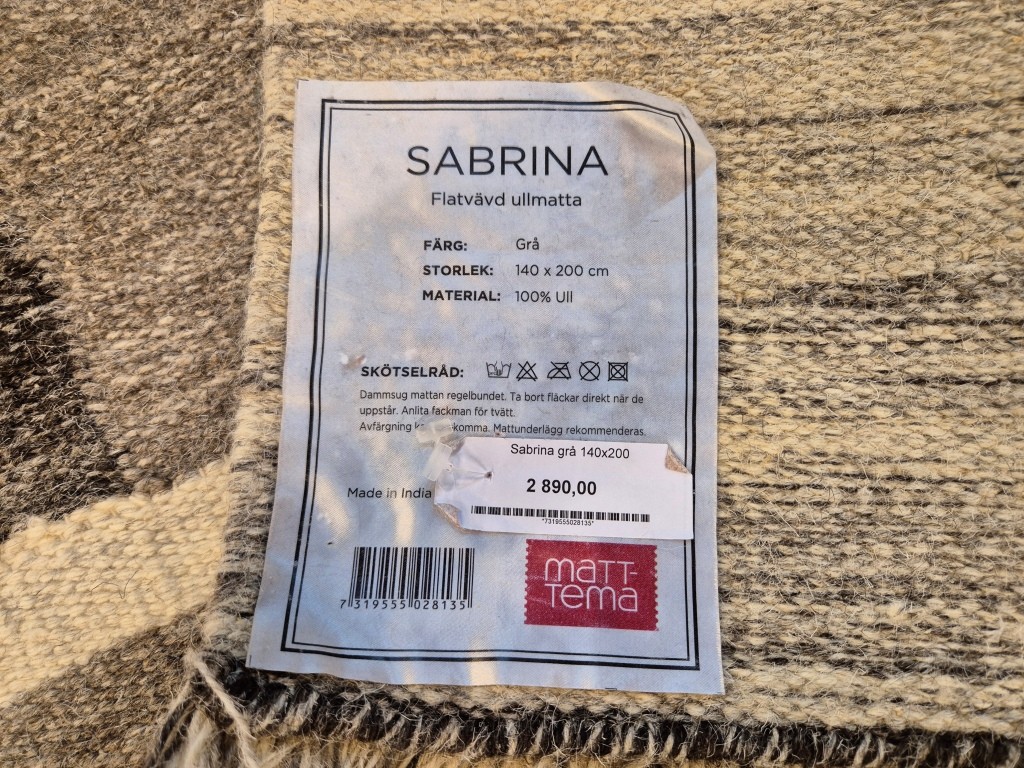 SABRINA
Flatvävd ullmatta
FÄRG: Grå
STORLEK: 140 x 200 cm
MATERIAL: 100% Ull
SKÖTSELRÅD:
Dammsug mattan regelbundet. Ta bort fläckar direkt när de
uppstår. Anlita fackman för tvätt.
Avfärgning Mattunderlägg rekommenderas.
Sabrina grå 140x200
2 890,00
*7319555028135*
Made in India
7 319555 028135
maTT-
Tema